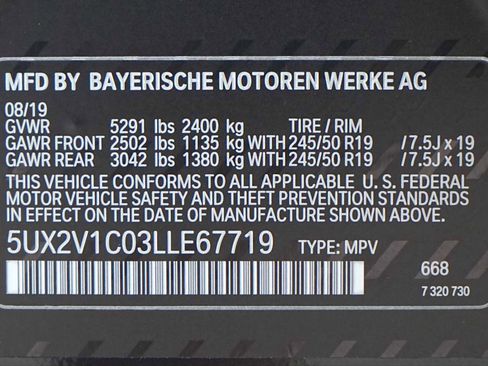 MFD BY BAYERISCHE MOTOREN WERKE AG
08/19
GVWR 5291 lbs 2400 kg TIRE / RIM
GAWR FRONT 2502 lbs 1135 kg WITH 245/50 R19 /7.5J x 19
GAWR REAR 3042 lbs 1380 kg WITH 245/50 R19 /7.5J x 19
THIS VEHICLE CONFORMS TO ALL APPLICABLE U. S. FEDERAL
MOTOR VEHICLE SAFETY AND THEFT PREVENTION STANDARDS
IN EFFECT ON THE DATE OF MANUFACTURE SHOWN ABOVE.
5UX2V1C03LLE67719 TYPE: MPV
668
7 320 730